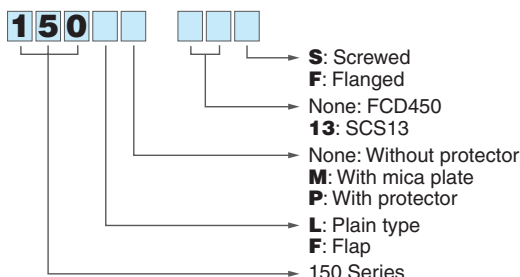 150
S: Screwed
F: Flanged
None: FCD450
13: SCS13
None: Without protector
M: With mica plate
P: With protector
L: Plain type
F: Flap
150 Series